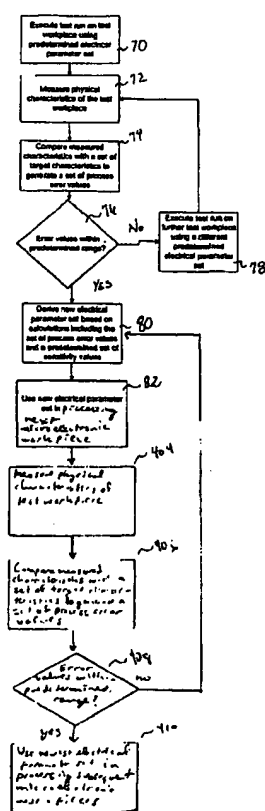 Execute test run on test
workpiece using
predetermined electrical
parameter set
70
72
Measure physical
characteristics of the test
workpiece
74
Compare measured
characteristics with a set of
target characteristics to
generate a set of process
error values
76
Error values within
predetermined range?
No
Execute test run on
further test workpiece
using a different
predetermined electrical
parameter set
78
YES
80
Derive new electrical
parameter set based on
calculations including the
set of process error values
and a predetermined set of
sensitivity values
82
Use new electrical parameter
set in processing
next
microelectronic
workpiece
404
Measure physical
characteristics of
test workpiece
Compare measured
characteristics with a
set of target charac-
teristics to generate a
set of process error
values
Error
values within
predetermined
range?
no
yes
410
Use newest electrical
parameter set in
processing subsequent
microelectronic
workpieces